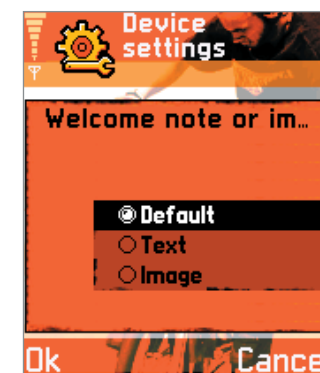 Device
settings
Welcome note or im...
Default
Text
Image
Ok
Cance